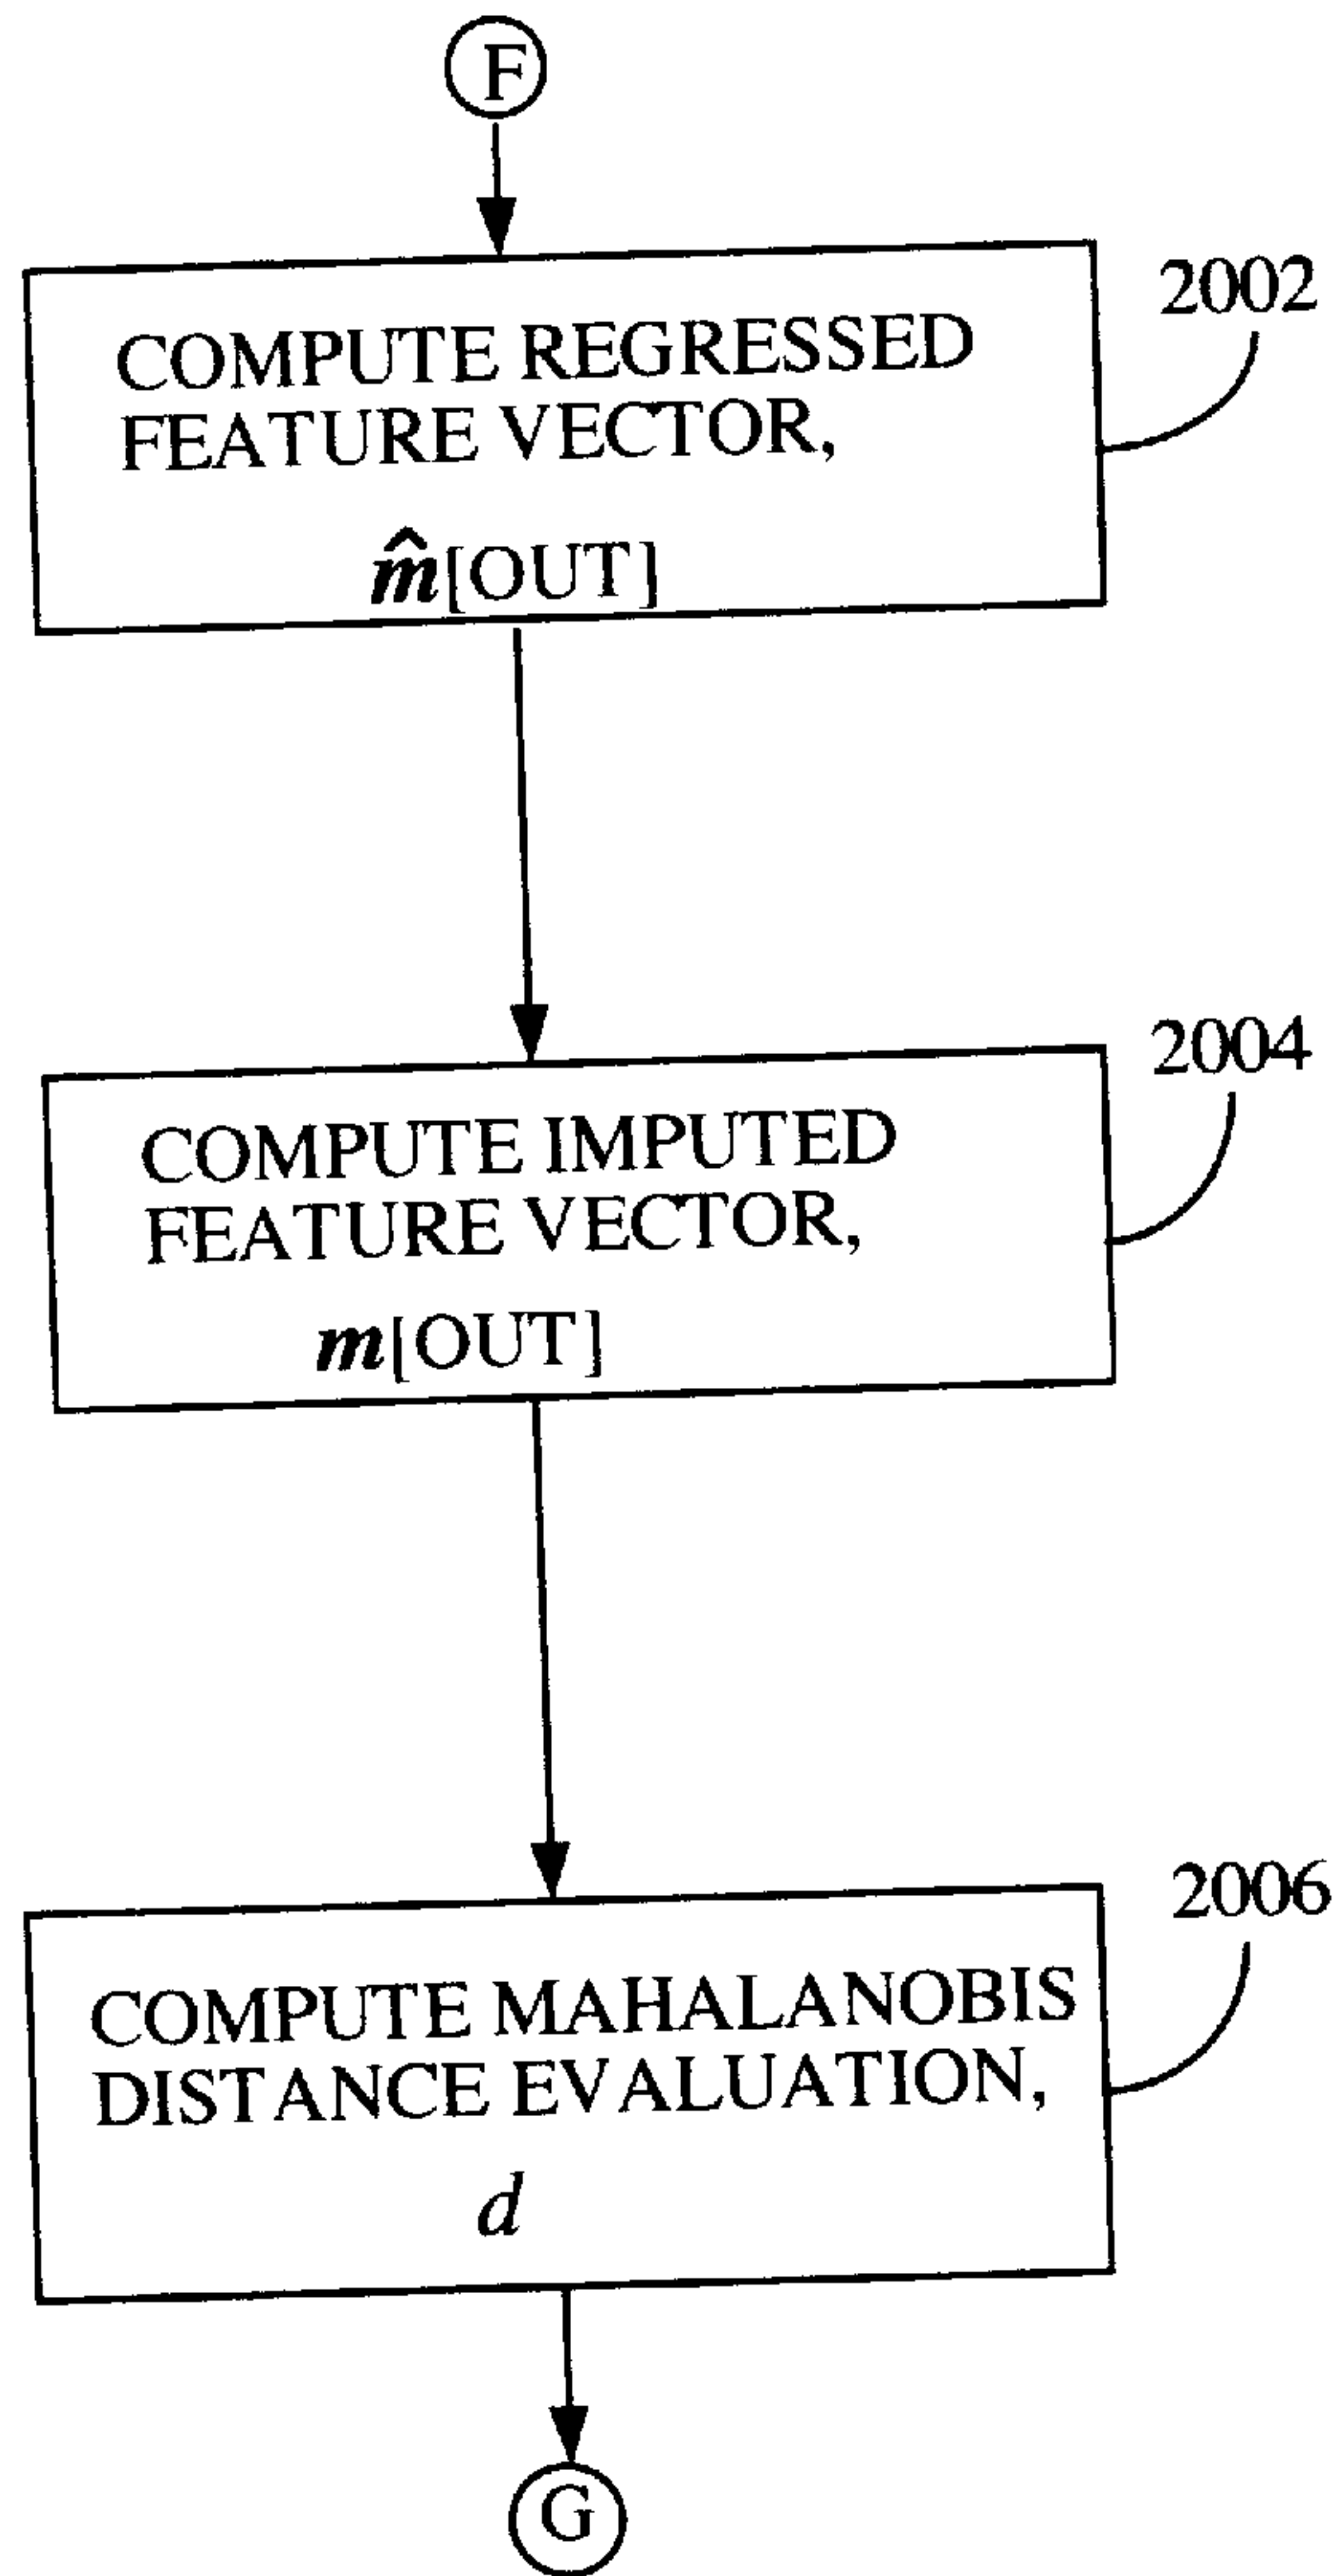 F
2002
COMPUTE REGRESSED
FEATURE VECTOR,
m̂[OUT]
2004
COMPUTE IMPUTED
FEATURE VECTOR,
m[OUT]
2006
COMPUTE MAHALANOBIS
DISTANCE EVALUATION,
d
G